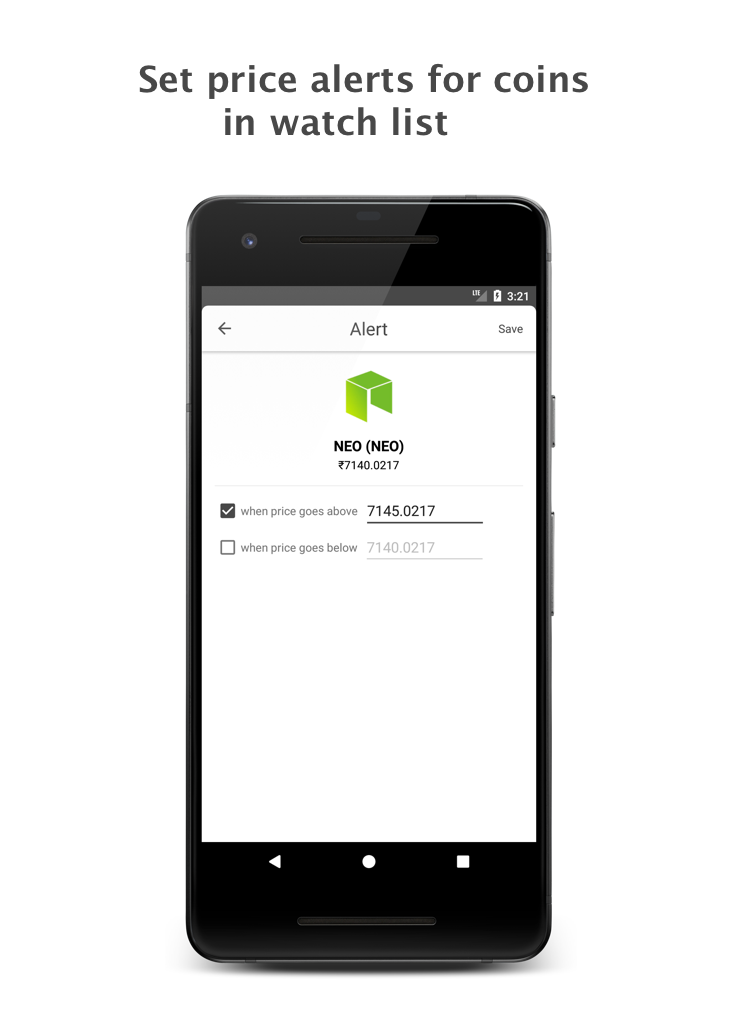 Set price alerts for coins
in watch list
LTE 3:21
Alert Save
NEO (NEO)
₹7140.0217
when price goes above 7145.0217
when price goes below 7140.0217